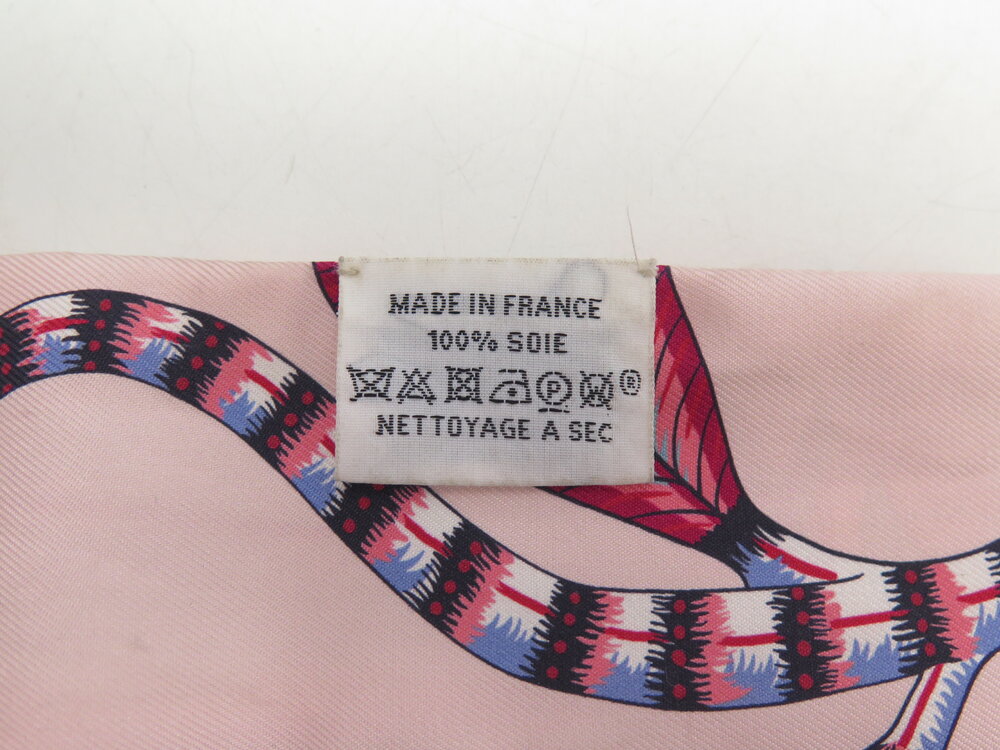 MADE IN FRANCE
100% SOIE
P ®
NETTOYAGE A SEC